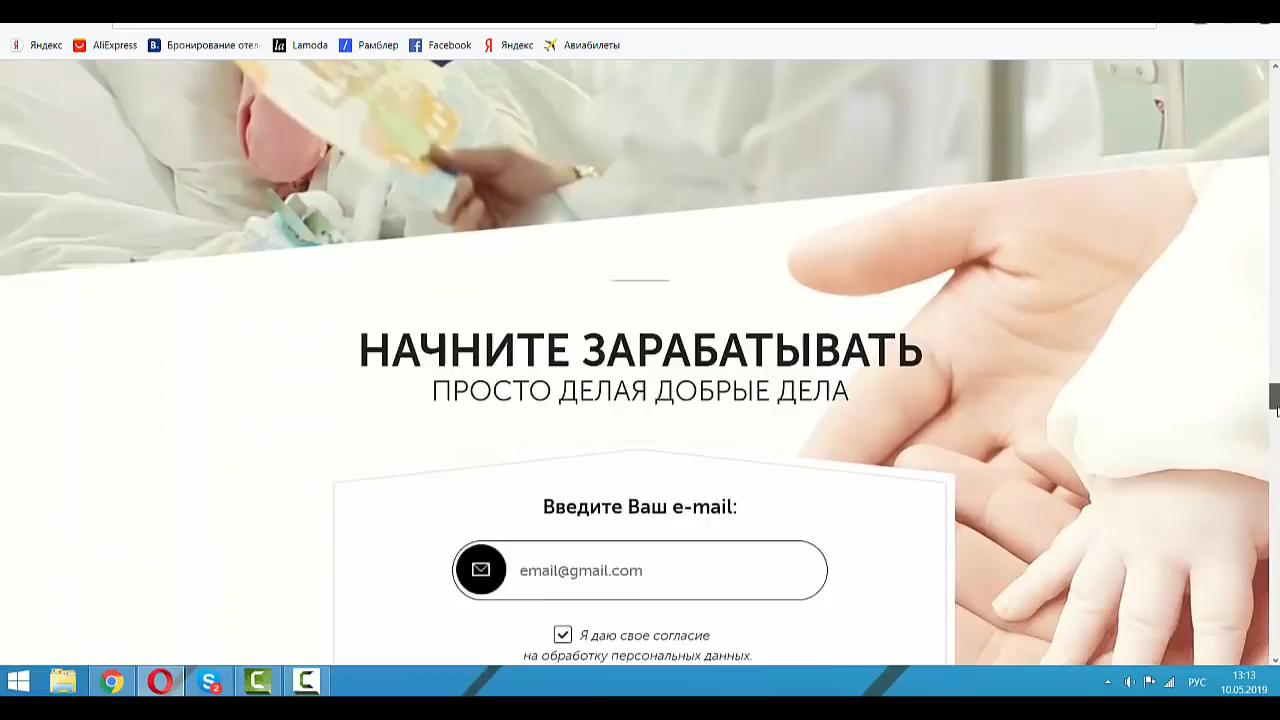 Яндекс AliExpress Бронирование отел Lamoda Рамблер Facebook Яндекс Авиабилеты
НАЧНИТЕ ЗАРАБАТЫВАТЬ
ПРОСТО ДЕЛАЯ ДОБРЫЕ ДЕЛА
Введите Ваш e-mail:
email@gmail.com
Я даю свое согласие
на обработку персональных данных.
РУС
13:13
10.05.2019